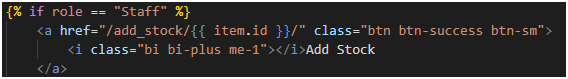 {% if role == "Staff" %}
<a href="/add_stock/{{ item.id }}/" class="btn btn-success btn-sm">
<i class="bi bi-plus me-1"></i>Add Stock
</a>